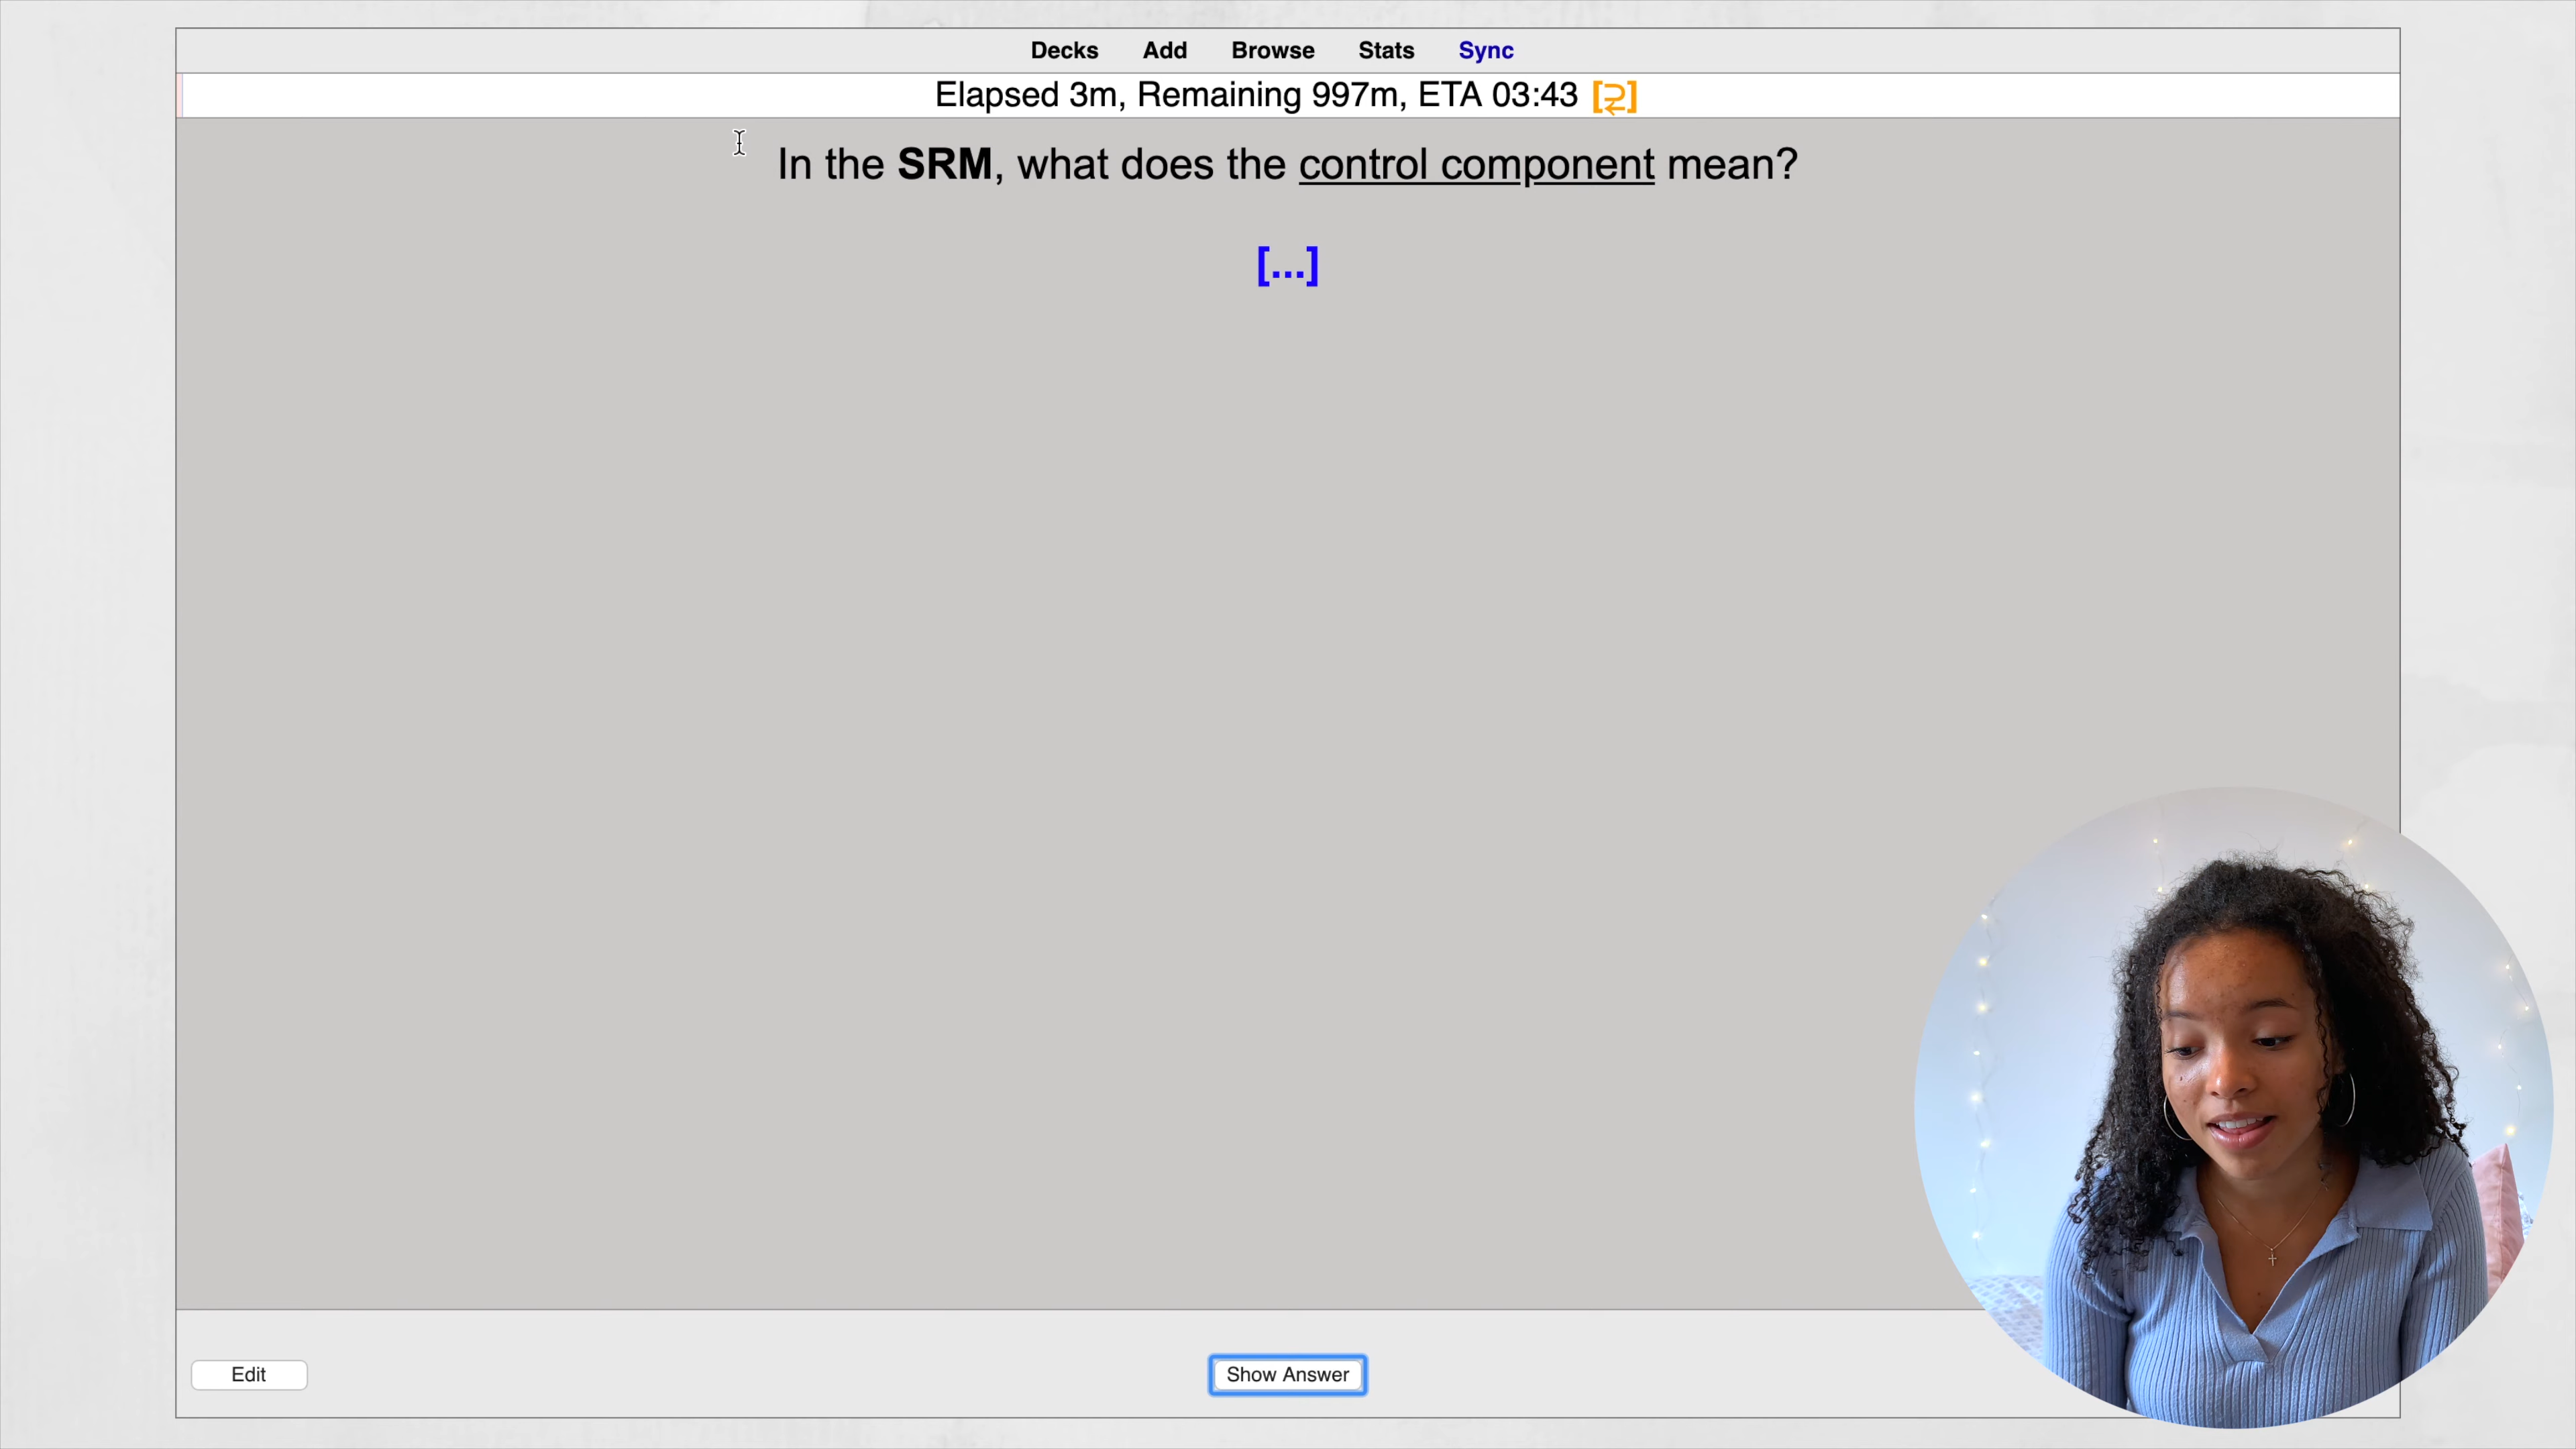 Decks Add Browse Stats Sync
Elapsed 3m, Remaining 997m, ETA 03:43 [⮌]
In the SRM, what does the control component mean?
[...]
Edit
Show Answer